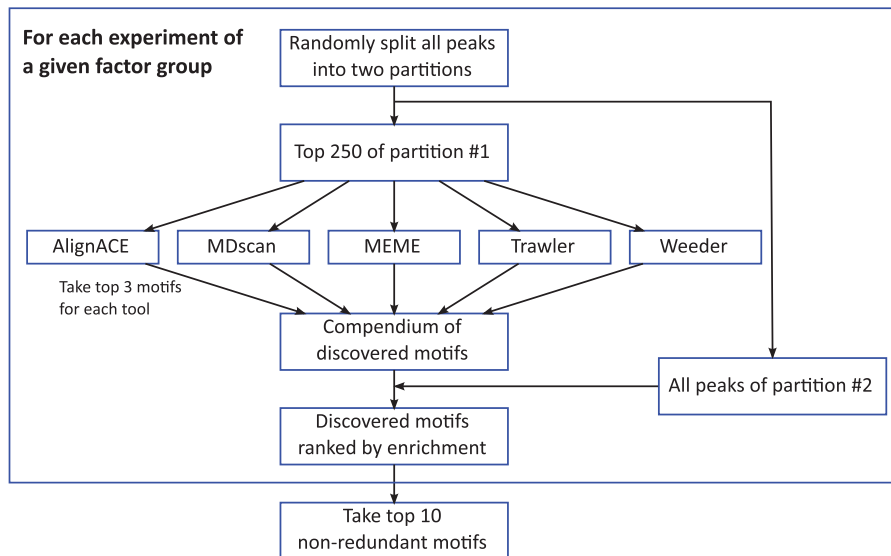 For each experiment of
a given factor group
Randomly split all peaks
into two partitions
Top 250 of partition #1
AlignACE
MDscan
MEME
Trawler
Weeder
Take top 3 motifs
for each tool
Compendium of
discovered motifs
All peaks of partition #2
Discovered motifs
ranked by enrichment
Take top 10
non-redundant motifs